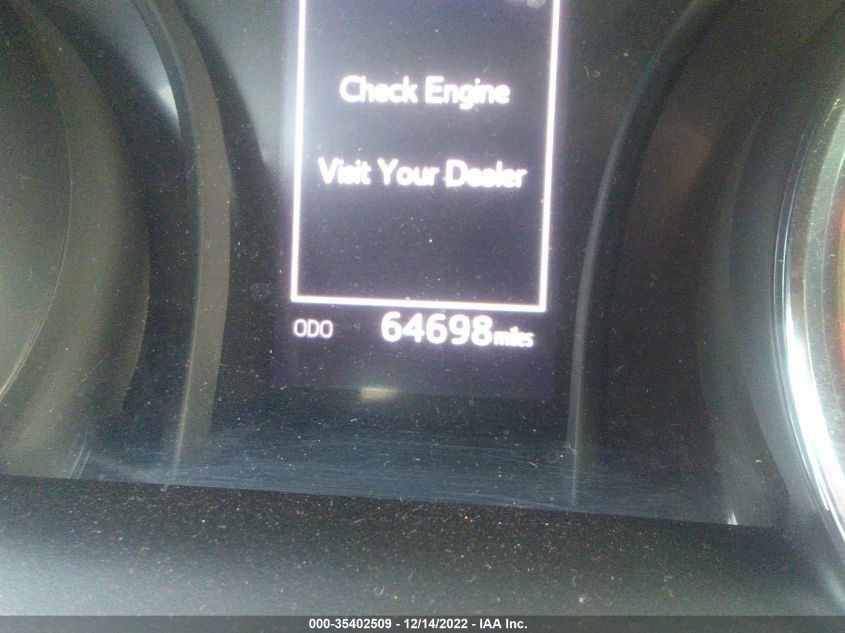 Check Engine
Visit Your Dealer
ODO 64698 miles
000-35402509 - 12/14/2022 - IAA Inc.